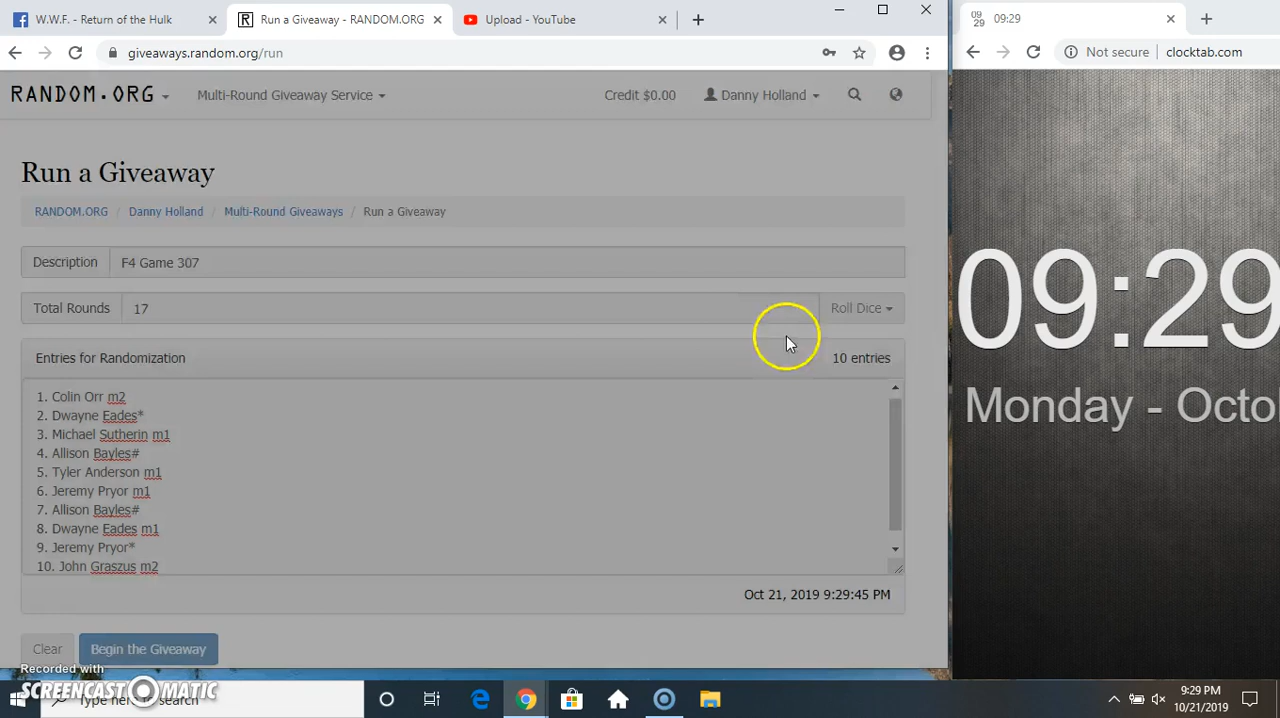 W.W.F. - Return of the Hulk
Run a Giveaway - RANDOM.ORG
Upload - YouTube
09
29
09:29
giveaways.random.org/run
Not secure
clocktab.com
RANDOM.ORG
Multi-Round Giveaway Service
Credit $0.00
Danny Holland
Run a Giveaway
RANDOM.ORG / Danny Holland / Multi-Round Giveaways / Run a Giveaway
Description
F4 Game 307
Total Rounds
17
Roll Dice
09:29
Entries for Randomization
10 entries
Monday - Octo
1. Colin Orr m2
2. Dwayne Eades*
3. Michael Sutherin m1
4. Allison Bayles#
5. Tyler Anderson m1
6. Jeremy Pryor m1
7. Allison Bayles#
8. Dwayne Eades m1
9. Jeremy Pryor*
10. John Graszus m2
Oct 21, 2019 9:29:45 PM
Clear
Begin the Giveaway
Recorded with
SCREENCAST MATIC
Type here to search
9:29 PM
10/21/2019